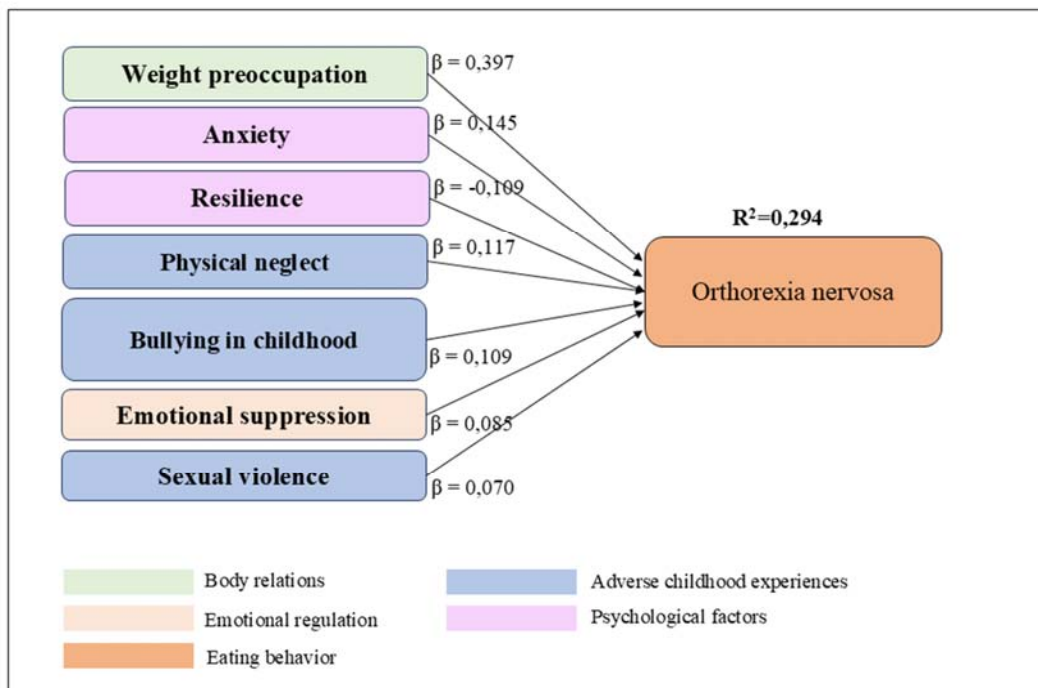 Weight preoccupation
β = 0,397
Anxiety
β = 0,145
Resilience
β = -0,109
Physical neglect
β = 0,117
Bullying in childhood
β = 0,109
Emotional suppression
β = 0,085
Sexual violence
β = 0,070
R²=0,294
Orthorexia nervosa
Body relations
Emotional regulation
Eating behavior
Adverse childhood experiences
Psychological factors